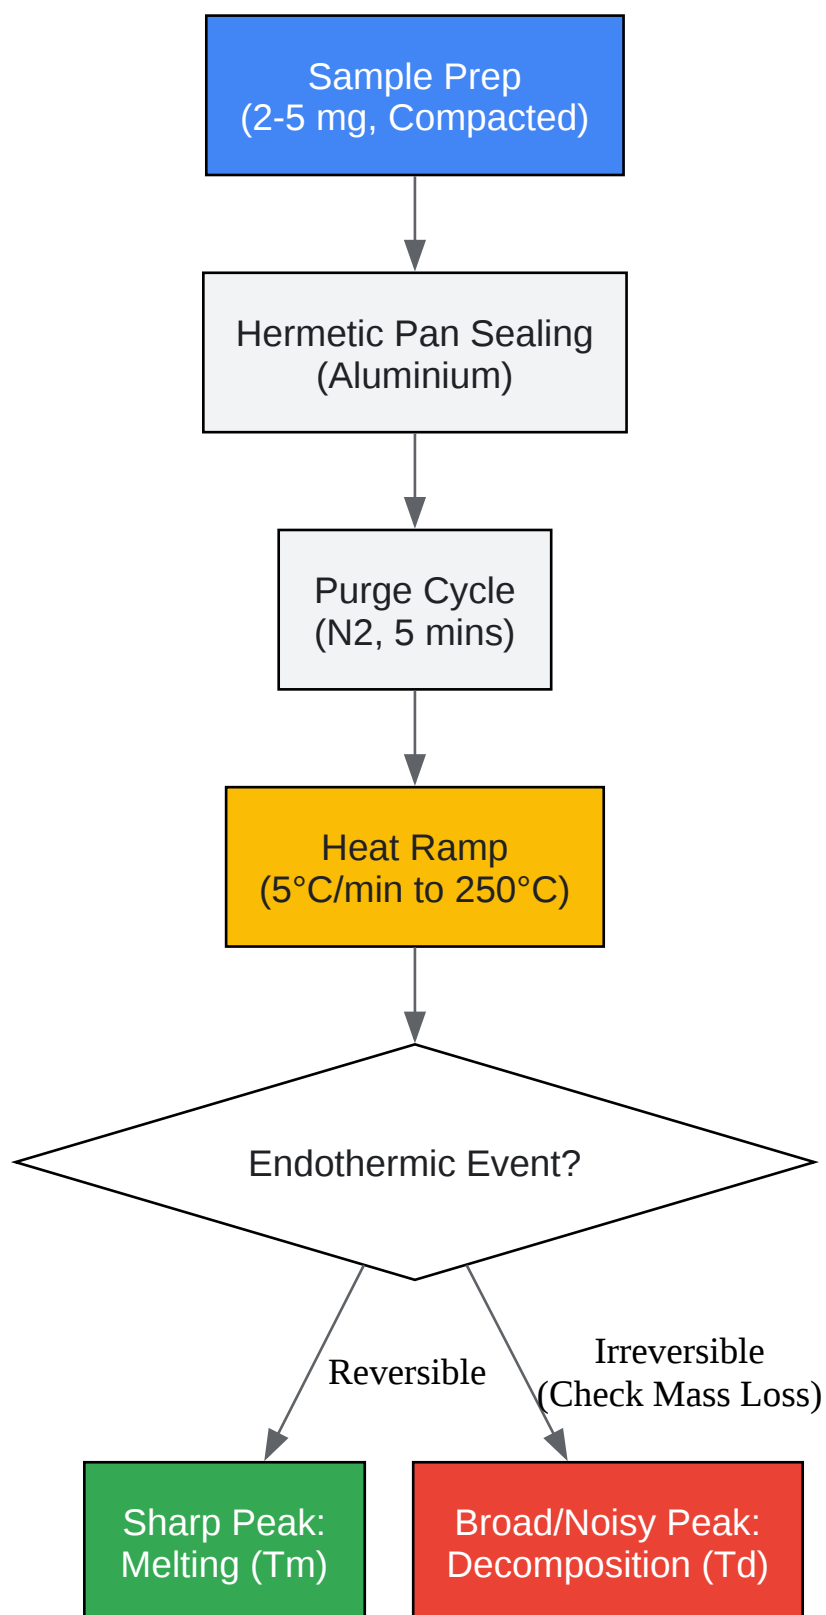 Sample Prep
(2-5 mg, Compacted)
Hermetic Pan Sealing
(Aluminium)
Purge Cycle
(N2, 5 mins)
Heat Ramp
(5°C/min to 250°C)
Endothermic Event?
Reversible
Irreversible
(Check Mass Loss)
Sharp Peak:
Melting (Tm)
Broad/Noisy Peak:
Decomposition (Td)